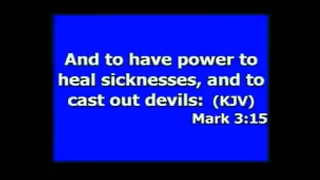 And to have power to
heal sicknesses, and to
cast out devils: (KJV)
Mark 3:15